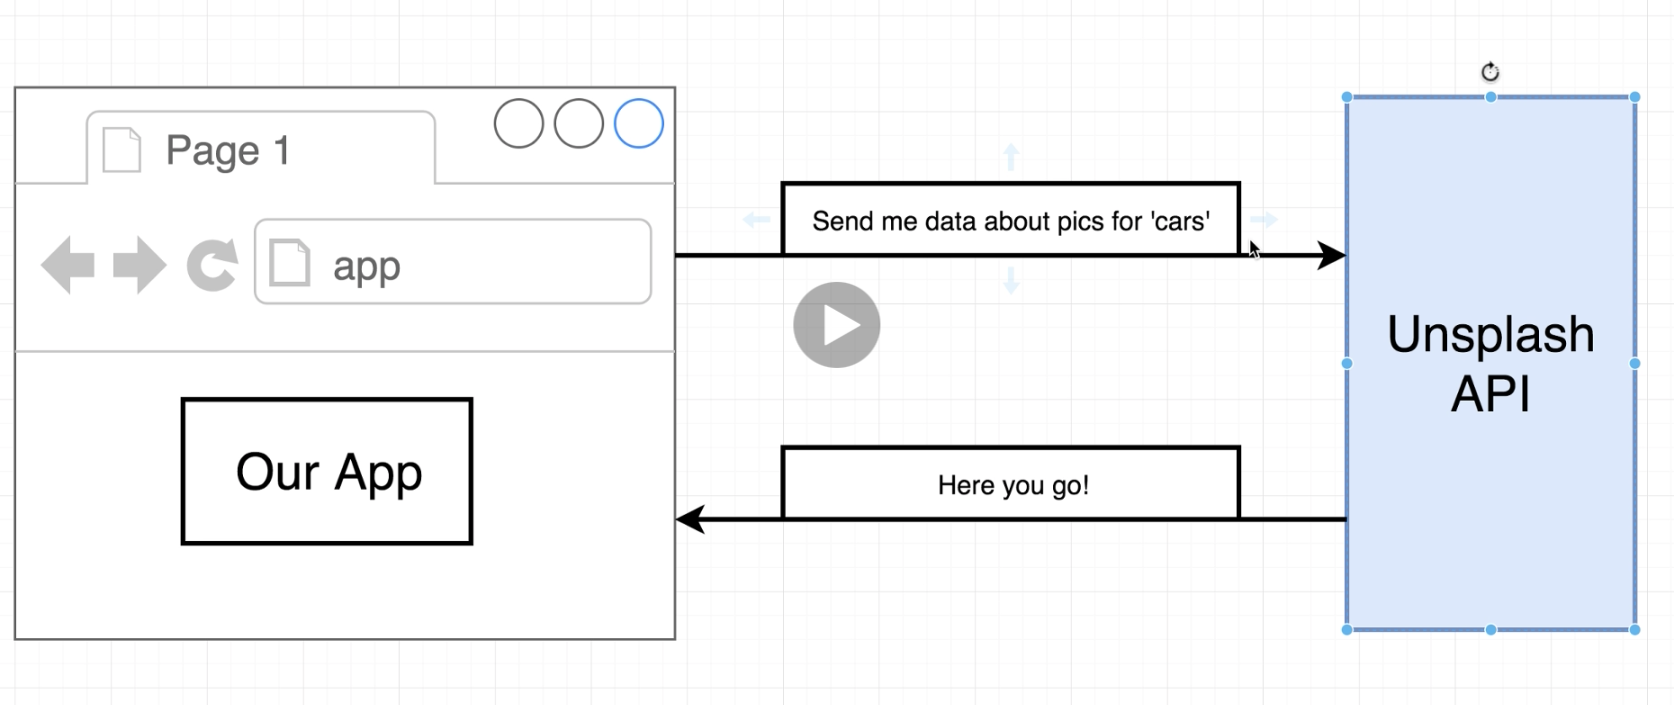 Page 1
app
Our App
Send me data about pics for 'cars'
Here you go!
Unsplash
API